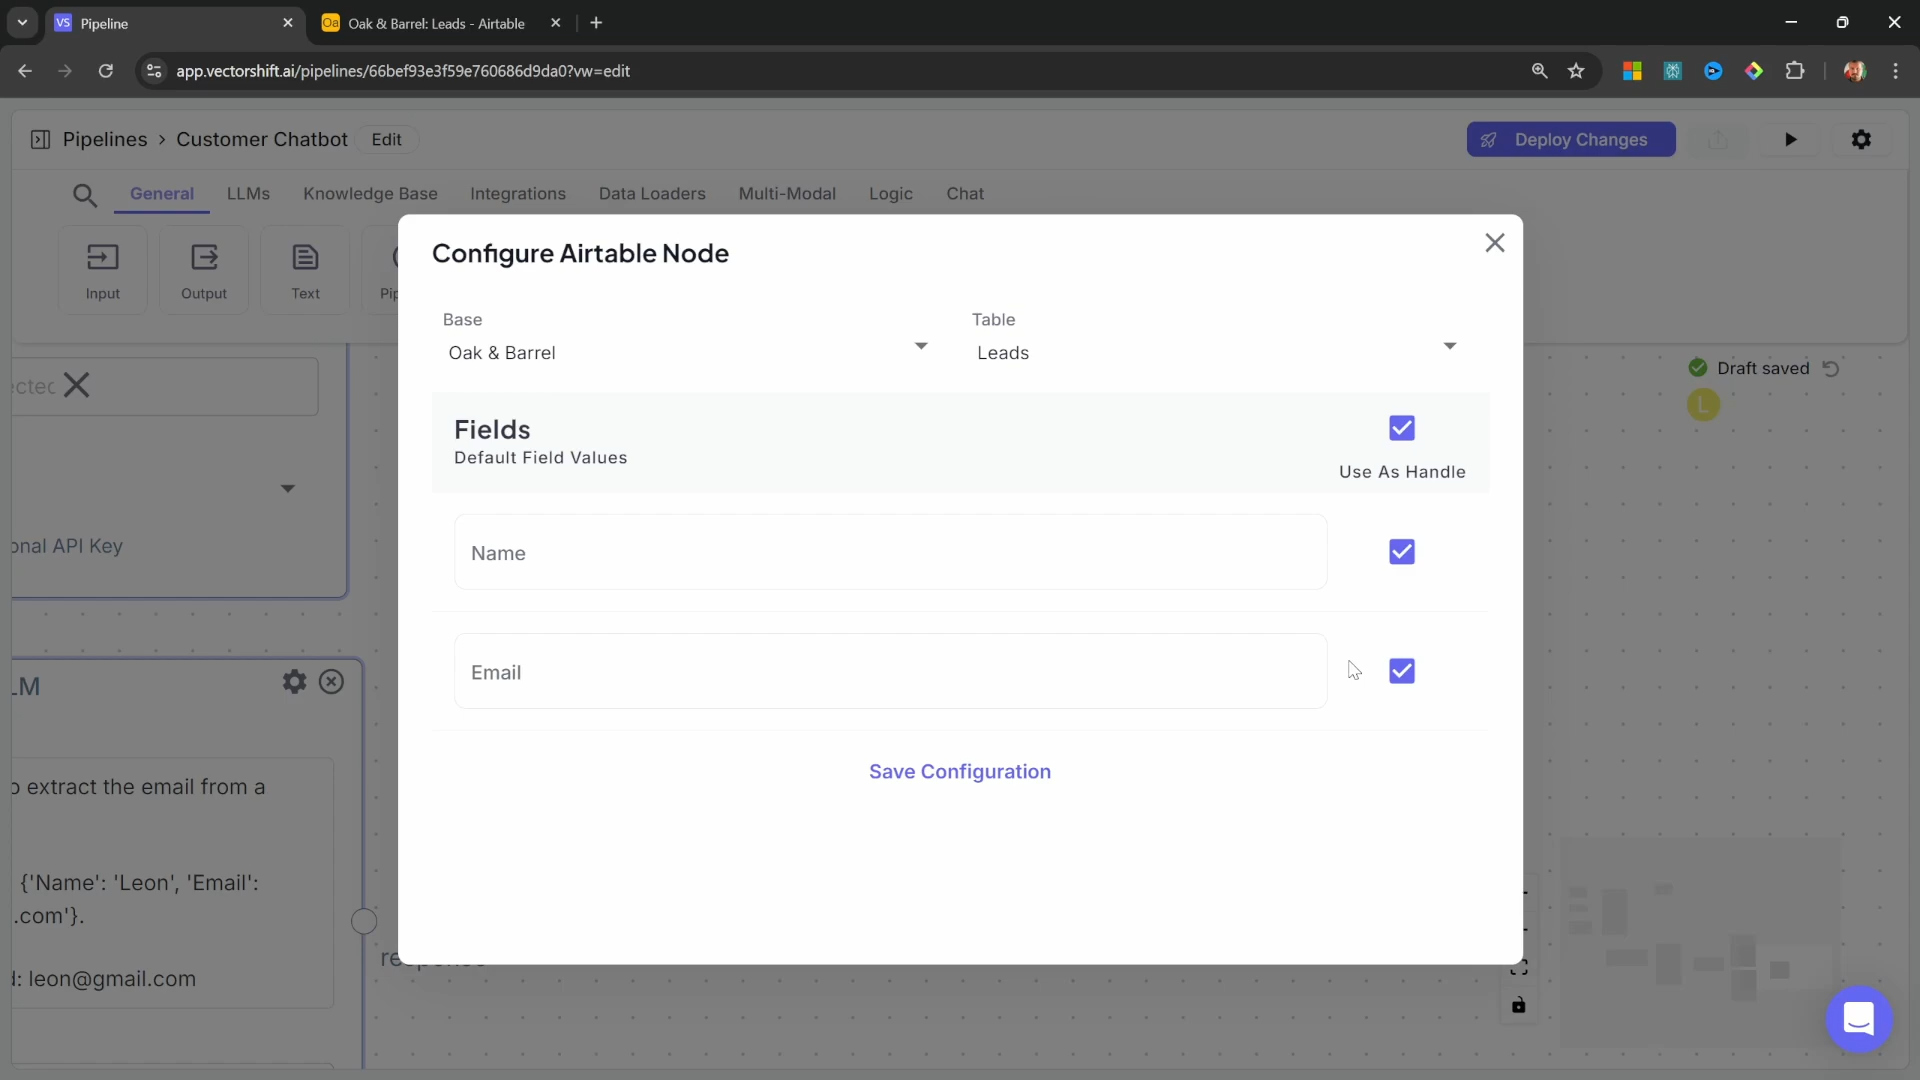 VS Pipeline
Oa Oak & Barrel: Leads - Airtable
app.vectorshift.ai/pipelines/66bef93e3f59e760686d9da0?vw=edit
Pipelines > Customer Chatbot Edit
Deploy Changes
General LLMs Knowledge Base Integrations Data Loaders Multi-Modal Logic Chat
Input Output Text Pip
Configure Airtable Node
Base Table
Oak & Barrel Leads
Draft saved
L
Fields
Default Field Values
Use As Handle
Name
Email
Save Configuration
ected
onal API Key
LM
o extract the email from a
{'Name': 'Leon', 'Email':
.com'}.
d: leon@gmail.com